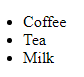 • Coffee
• Tea
• Milk